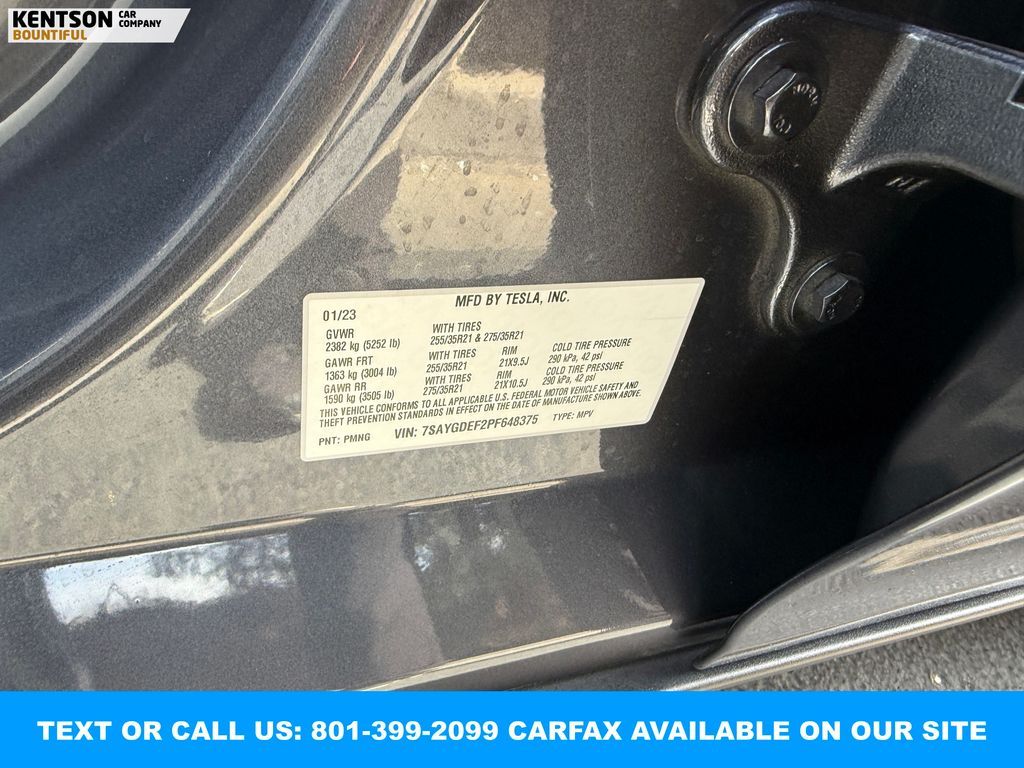 KENTSON CAR COMPANY
BOUNTIFUL
MFD BY TESLA, INC.
01/23
GVWR WITH TIRES
2382 kg (5252 lb) 255/35R21 & 275/35R21
GAWR FRT WITH TIRES RIM COLD TIRE PRESSURE
1363 kg (3004 lb) 255/35R21 21X9.5J 290 kPa, 42 psi
GAWR RR WITH TIRES RIM COLD TIRE PRESSURE
1590 kg (3505 lb) 275/35R21 21X10.5J 290 kPa, 42 psi
THIS VEHICLE CONFORMS TO ALL APPLICABLE U.S. FEDERAL MOTOR VEHICLE SAFETY AND
THEFT PREVENTION STANDARDS IN EFFECT ON THE DATE OF MANUFACTURE SHOWN ABOVE.
PNT: PMNG VIN: 7SAYGDEF2PF648375 TYPE: MPV
TEXT OR CALL US: 801-399-2099 CARFAX AVAILABLE ON OUR SITE